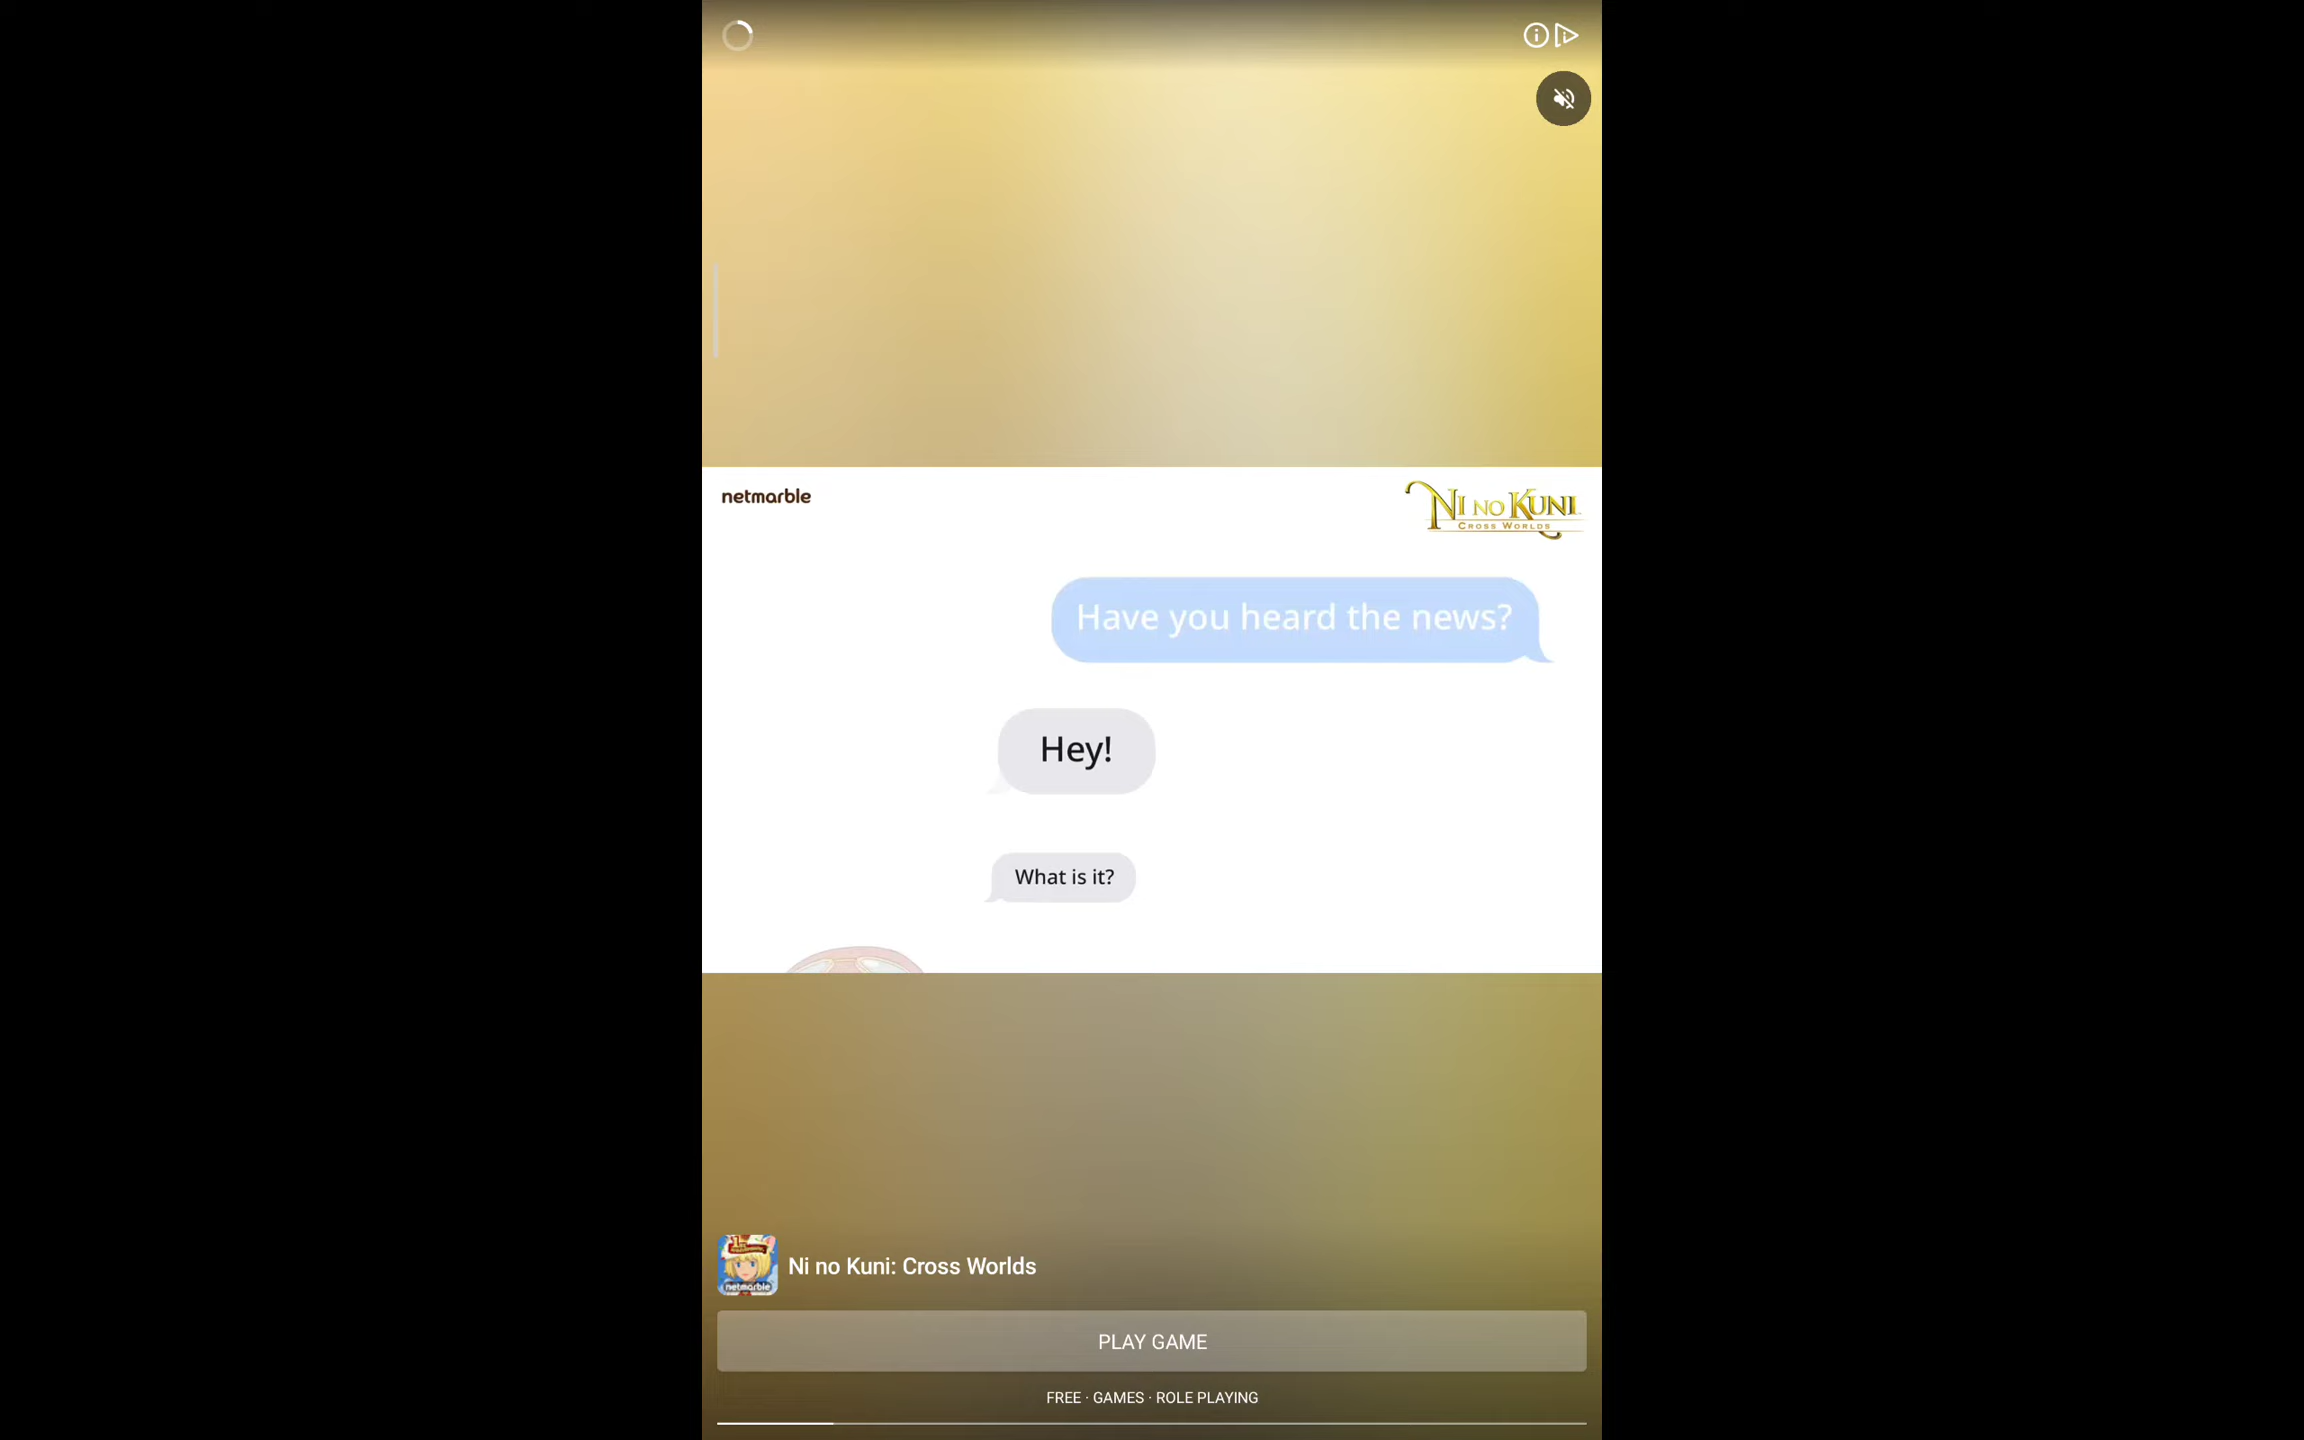 netmarble
NI NO KUNI
CROSS WORLDS
Have you heard the news?
Hey!
What is it?
netmarble
Ni no Kuni: Cross Worlds
PLAY GAME
FREE · GAMES · ROLE PLAYING